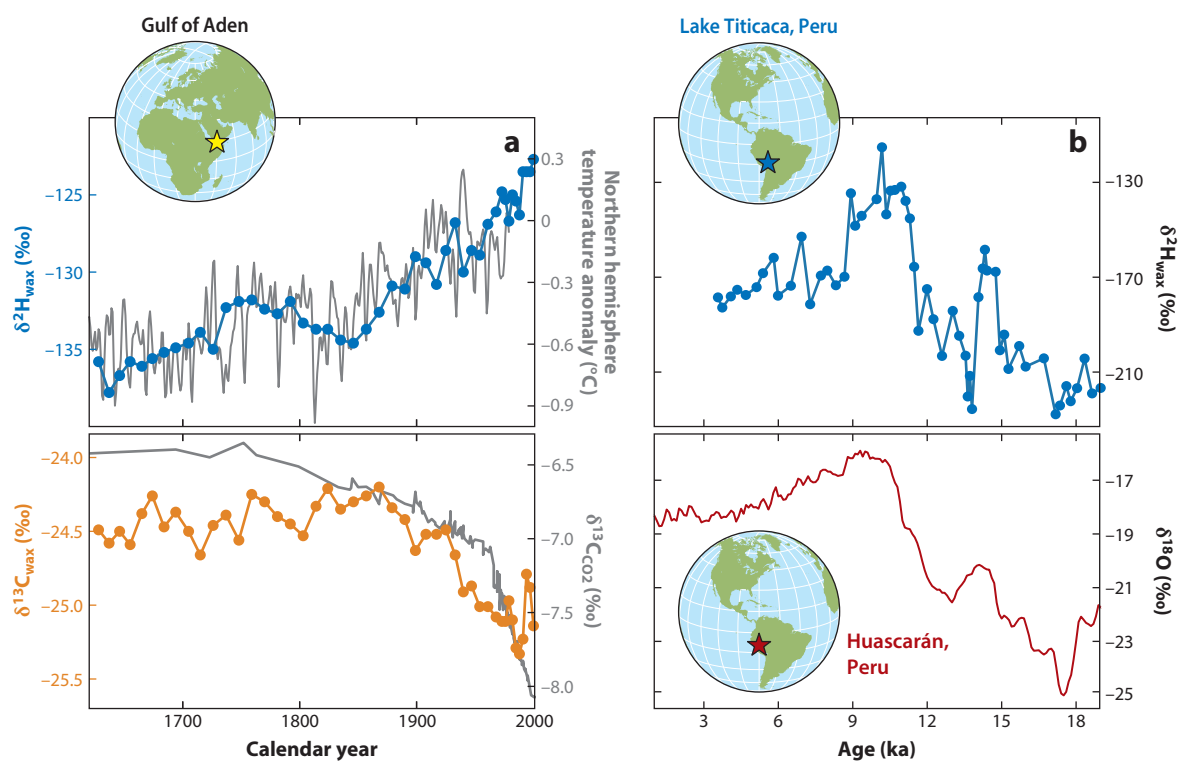 Gulf of Aden
Lake Titicaca, Peru
a
b
−125
−130
−135
δ²Hwax (‰)
0.3
0
−0.3
−0.6
−0.9
Northern hemisphere
temperature anomaly (°C)
−130
−170
−210
δ²Hwax (‰)
−24.0
−24.5
−25.0
−25.5
δ¹³Cwax (‰)
−6.5
−7.0
−7.5
−8.0
δ¹³CCO2 (‰)
−17
−19
−21
−23
−25
δ¹⁸O (‰)
Huascarán,
Peru
1700
1800
1900
2000
Calendar year
3
6
9
12
15
18
Age (ka)